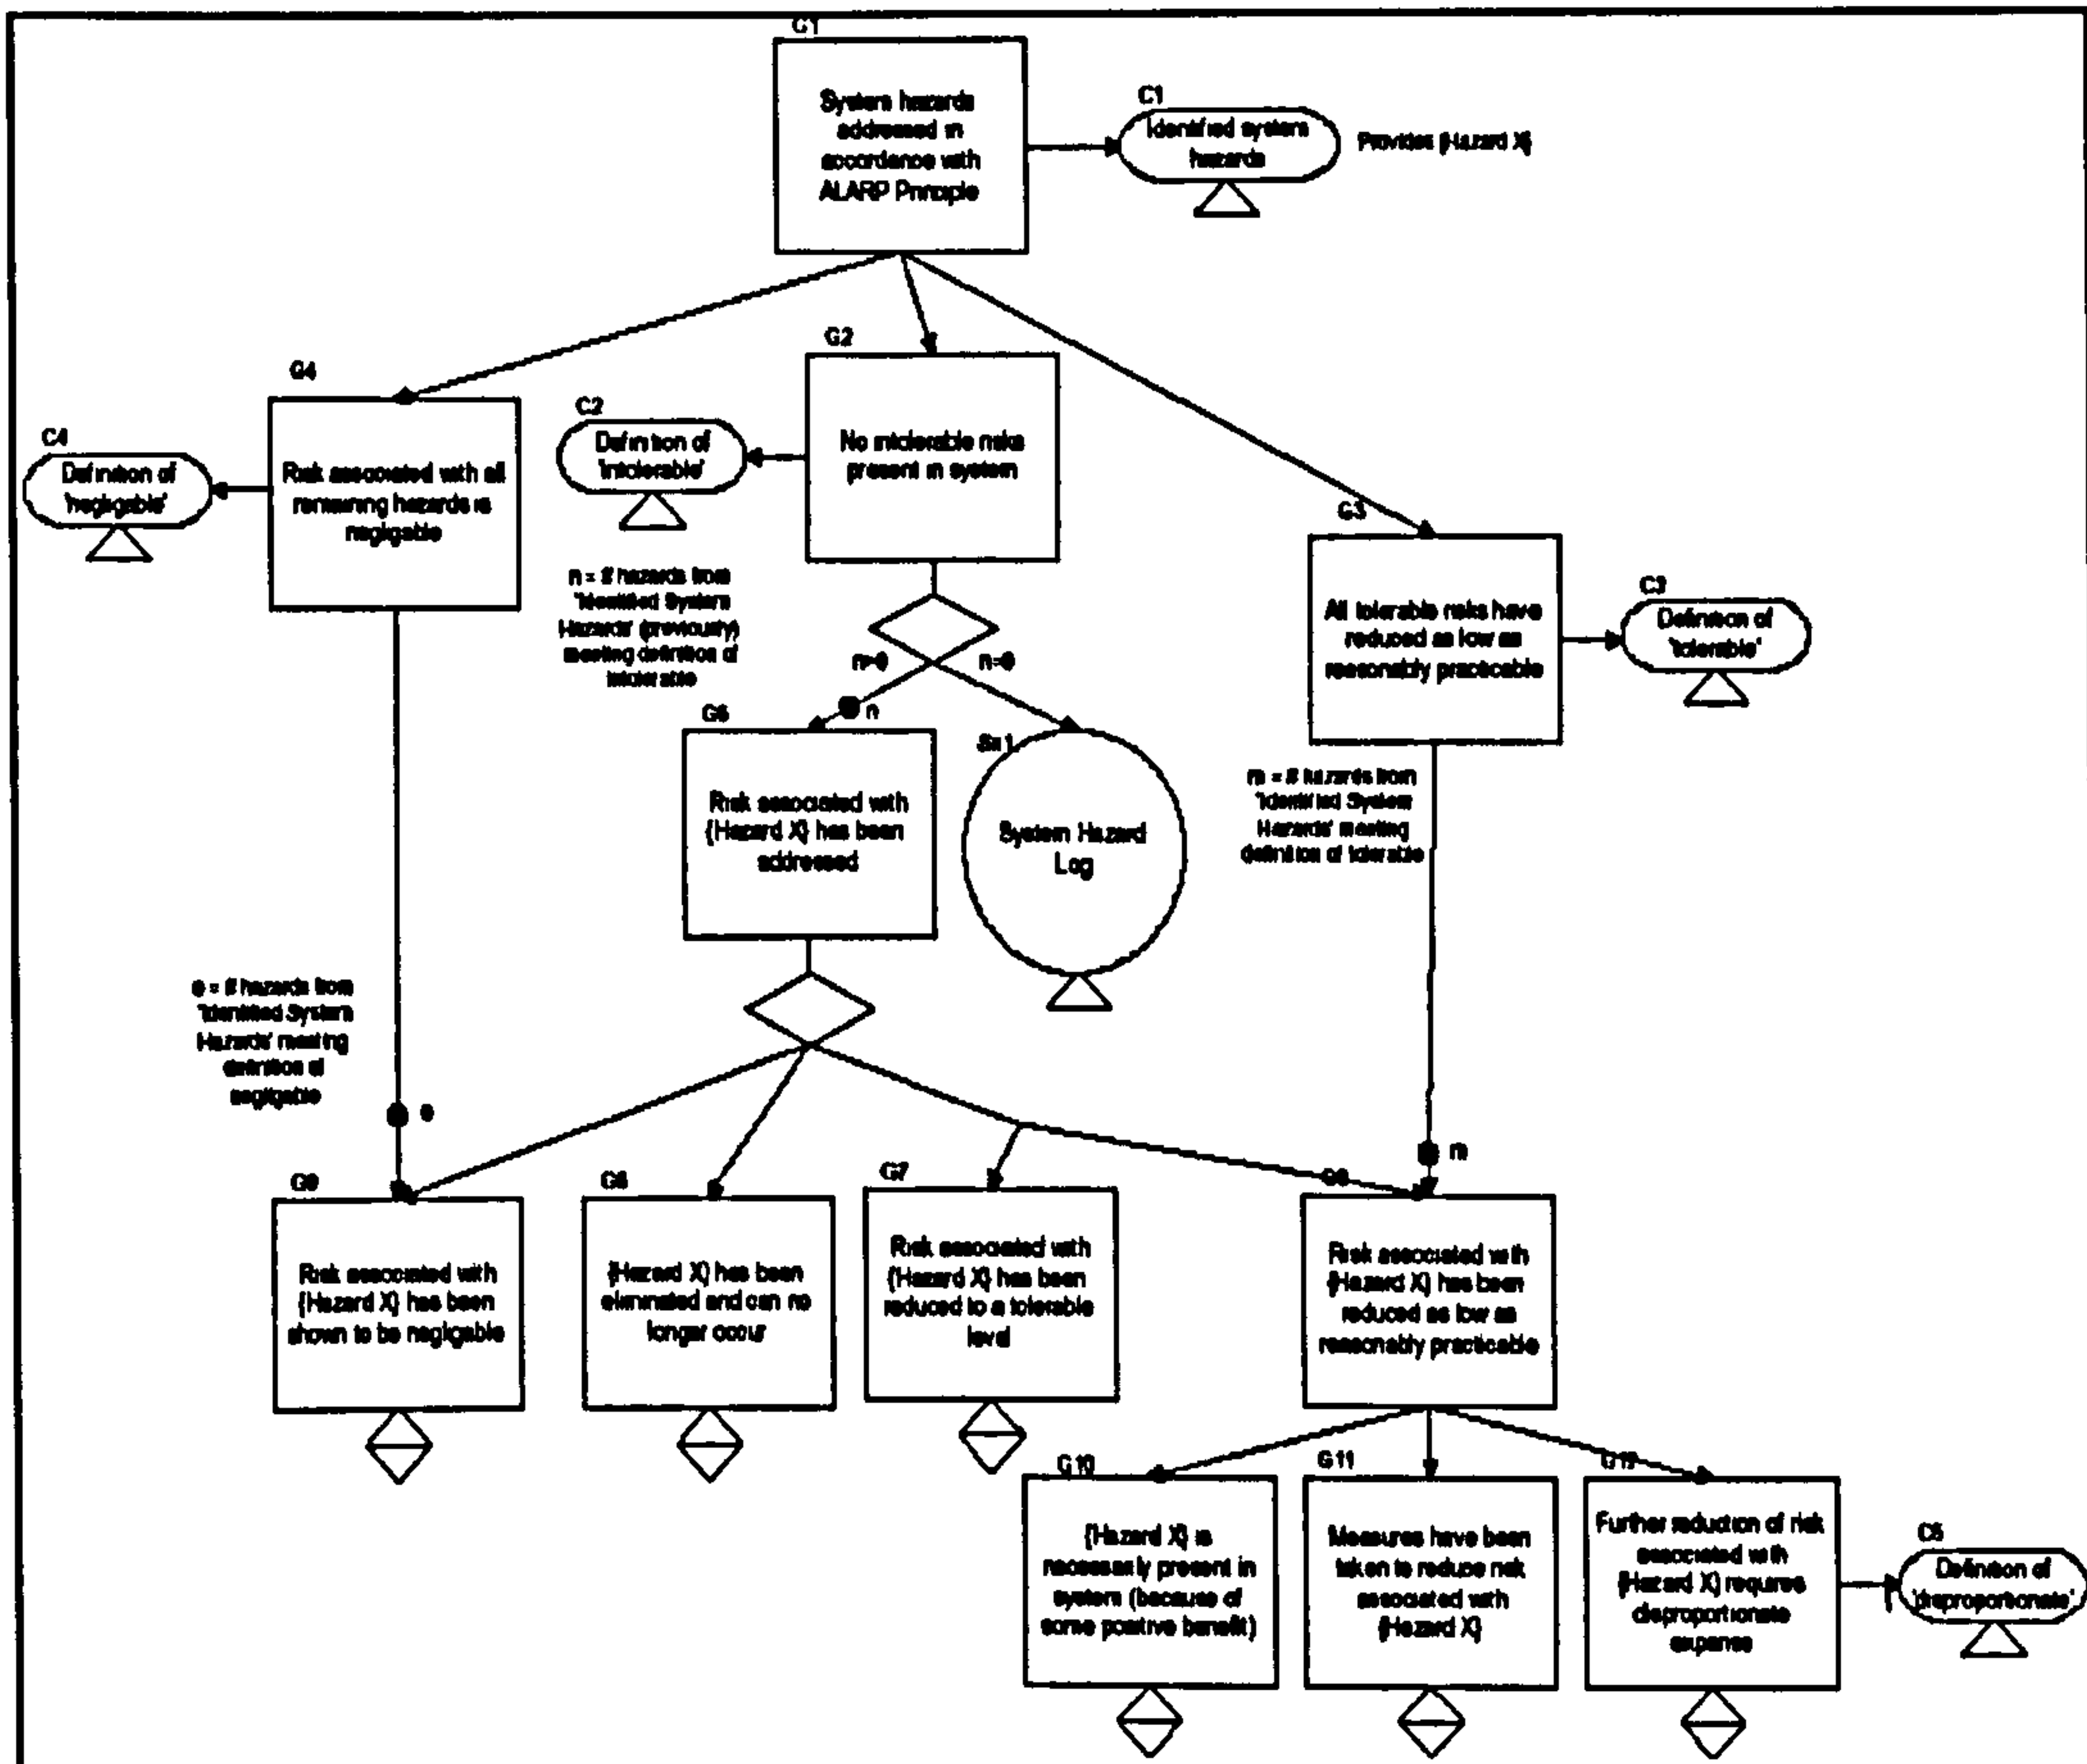 G1
System hazards
addressed in
accordance with
ALARP Principle
C1
Identified system
hazards
Provides {Hazard X}
G4
Risk associated with all
remaining hazards is
negligable
C4
Definition of
'negligable'
G2
No intolerable risks
present in system
C2
Definition of
'intolerable'
n = # hazards from
'Identified System
Hazards' (previously)
meeting definition of
intolerable
n>0
n=0
n
G3
All tolerable risks have
reduced as low as
reasonably practicable
C3
Definition of
'tolerable'
m = # hazards from
'Identified System
Hazards' meeting
definition of tolerable
m
G5
Risk associated with
{Hazard X} has been
addressed
Sn1
System Hazard
Log
= # hazards from
'Identified System
Hazards' meeting
definition of
negligable
G9
Risk associated with
{Hazard X} has been
shown to be negligable
G6
{Hazard X} has been
eliminated and can no
longer occur
G7
Risk associated with
{Hazard X} has been
reduced to a tolerable
level
G8
Risk associated with
{Hazard X} has been
reduced as low as
reasonably practicable
G10
{Hazard X} is
necessarily present in
system (because of
some positive benefit)
G11
Measures have been
taken to reduce risk
associated with
{Hazard X}
G12
Further reduction of risk
associated with
{Hazard X} requires
disproportionate
expense
C5
Definition of
'disproportionate'